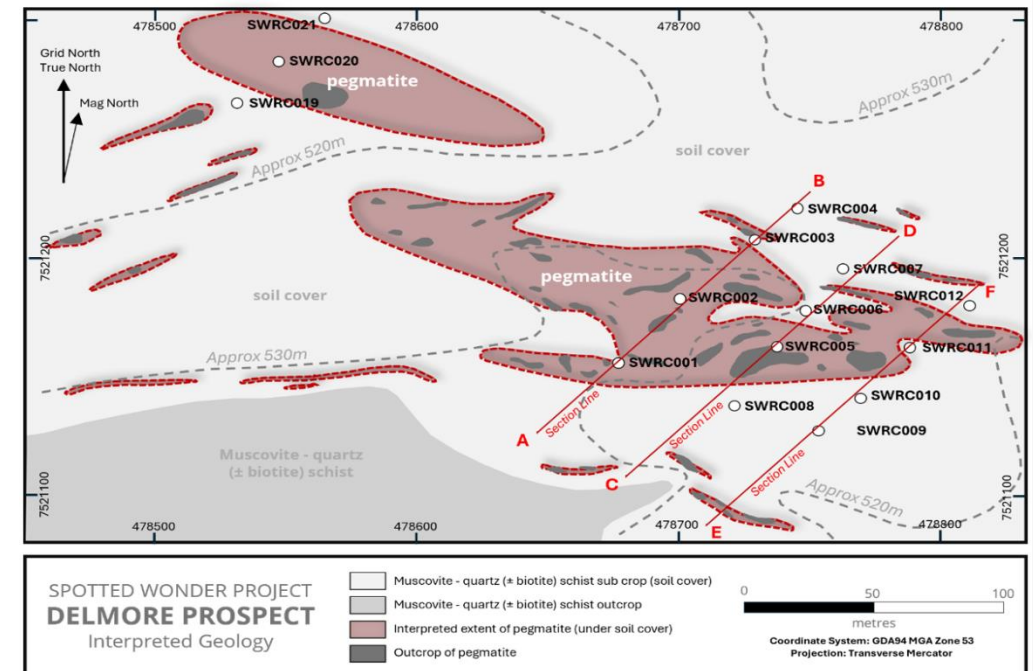 478500
478600
478700
478800
SWRC021
Grid North
True North
Mag North
SWRC020
pegmatite
SWRC019
Approx 530m
Approx 520m
soil cover
B
SWRC004
D
SWRC003
7521200
7521200
SWRC007
pegmatite
F
SWRC012
soil cover
SWRC002
SWRC006
SWRC005
SWRC011
Approx 530m
SWRC001
SWRC010
SWRC008
A
Section Line
Section Line
SWRC009
Muscovite - quartz
(± biotite) schist
Section Line
C
Approx 520m
7521100
7521100
E
478500
478600
478700
478800
SPOTTED WONDER PROJECT
DELMORE PROSPECT
Interpreted Geology
Muscovite - quartz (± biotite) schist sub crop (soil cover)
Muscovite - quartz (± biotite) schist outcrop
Interpreted extent of pegmatite (under soil cover)
Outcrop of pegmatite
0 50 100
metres
Coordinate System: GDA94 MGA Zone 53
Projection: Transverse Mercator